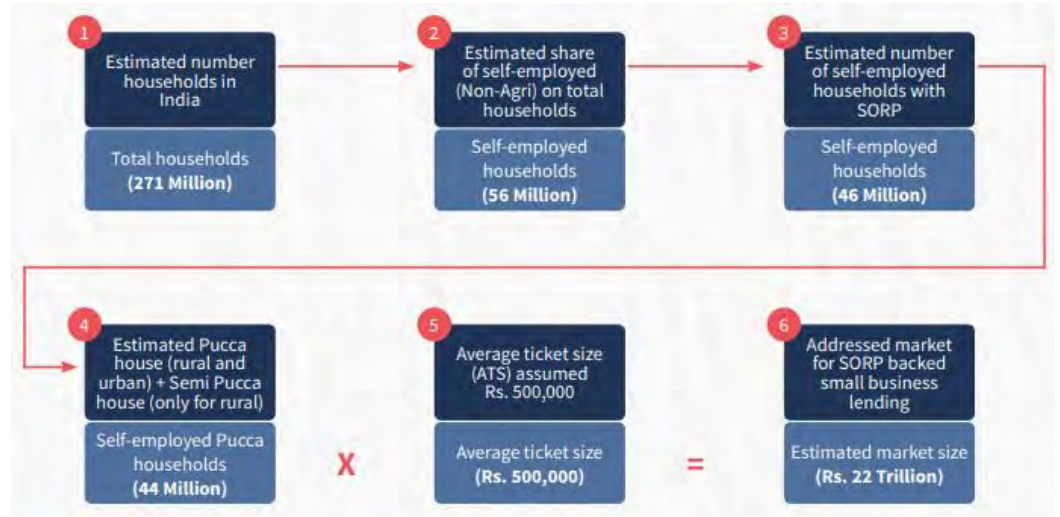 1
Estimated number
households in
India
Total households
(271 Million)
2
Estimated share
of self-employed
(Non-Agri) on total
households
Self-employed
households
(56 Million)
3
Estimated number
of self-employed
households with
SORP
Self-employed
households
(46 Million)
4
Estimated Pucca
house (rural and
urban) + Semi Pucca
house (only for rural)
Self-employed Pucca
households
(44 Million)
X
5
Average ticket size
(ATS) assumed
Rs. 500,000
Average ticket size
(Rs. 500,000)
=
6
Addressed market
for SORP backed
small business
lending
Estimated market size
(Rs. 22 Trillion)